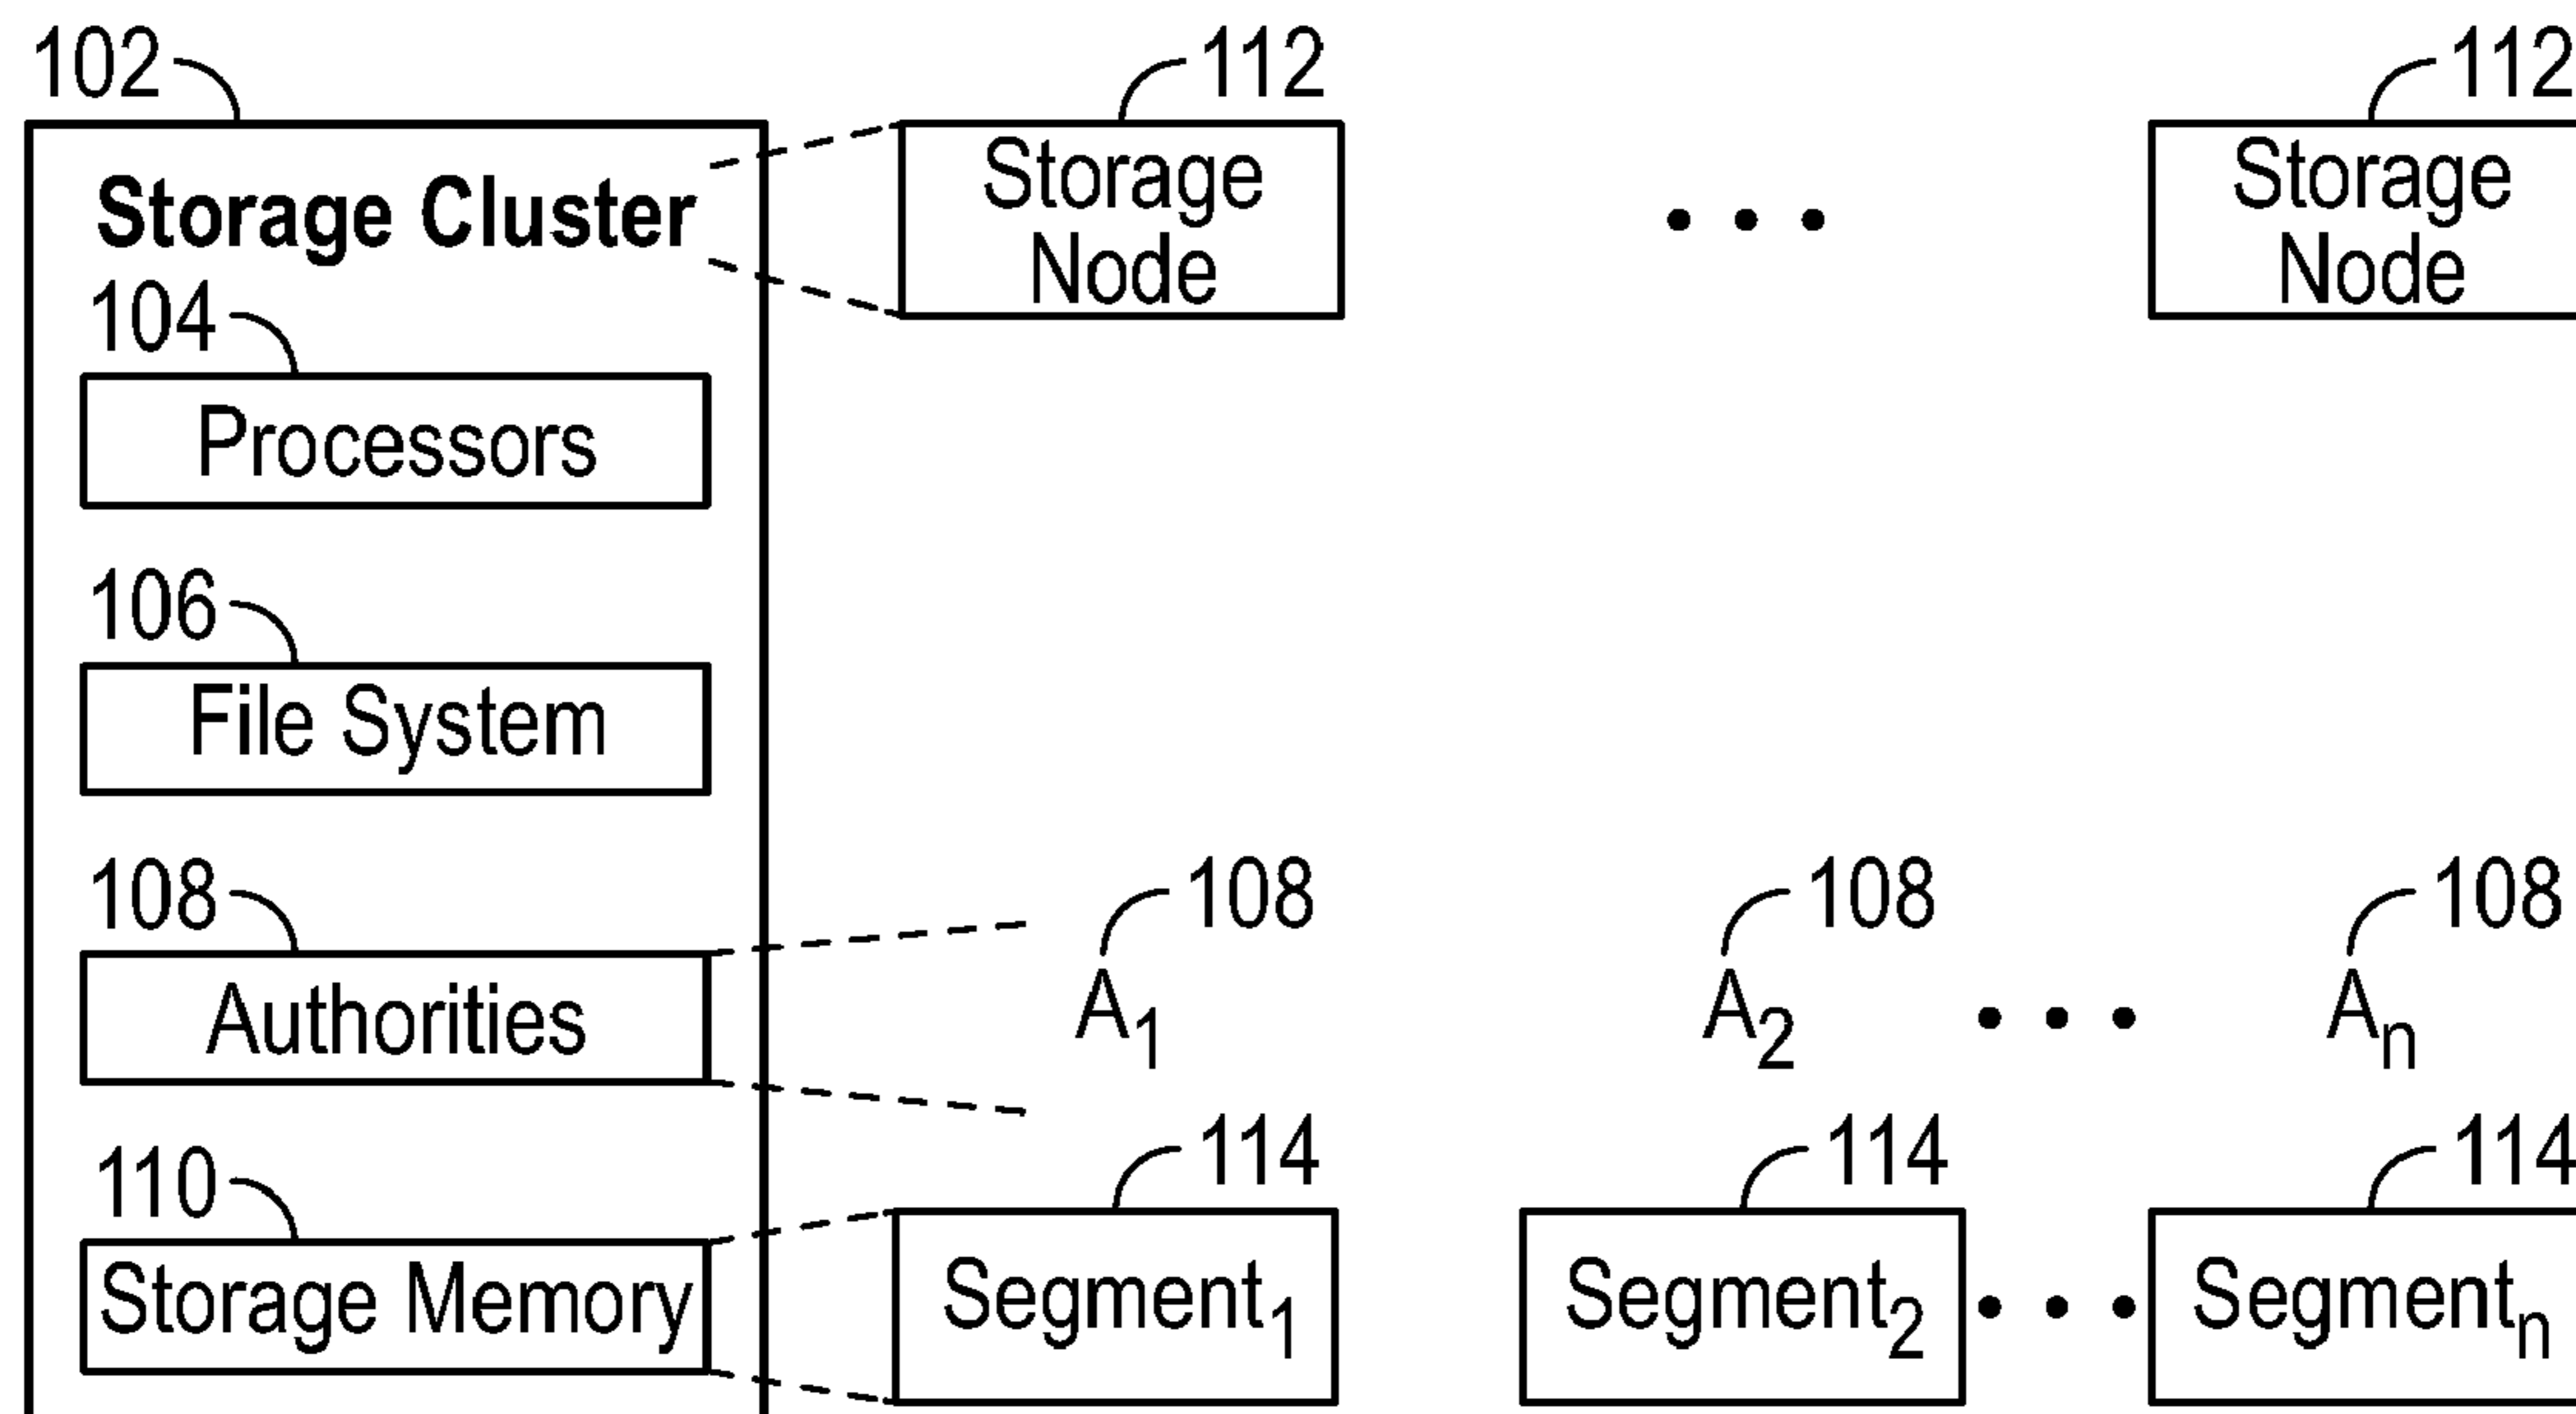 102
112
112
Storage Cluster
Storage
Node
Storage
Node
104
Processors
106
File System
108
108
108
108
Authorities
A1
A2
An
110
114
114
114
Storage Memory
Segment1
Segment2
Segmentn